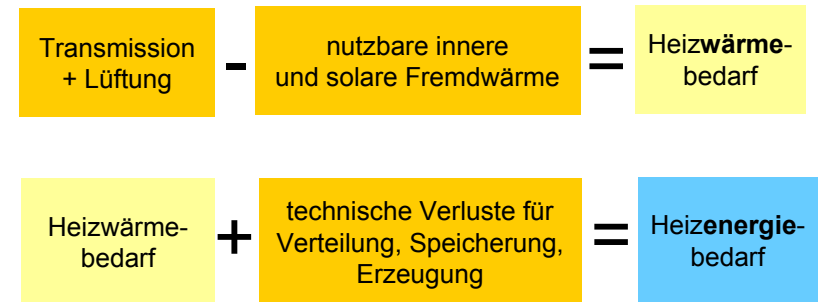 Transmission
+ Lüftung
-
nutzbare innere
und solare Fremdwärme
=
Heizwärme-
bedarf
Heizwärme-
bedarf
+
technische Verluste für
Verteilung, Speicherung,
Erzeugung
=
Heizenergie-
bedarf